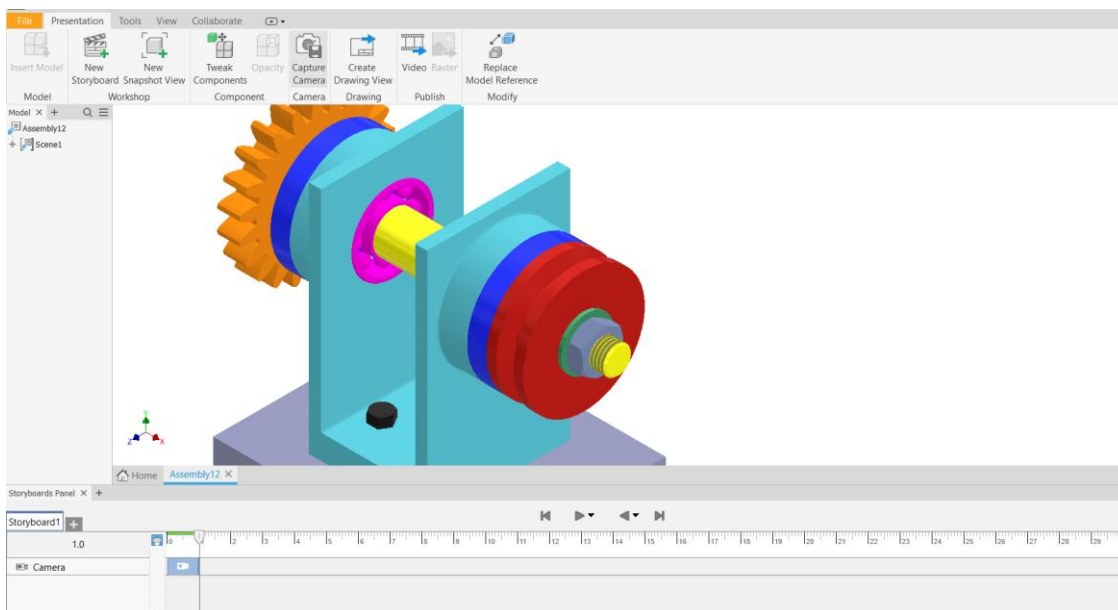 File Presentation Tools View Collaborate
Insert Model
New Storyboard
New Snapshot View
Tweak Components
Opacity
Capture Camera
Create Drawing View
Video Raster
Replace Model Reference
Model Workshop Component Camera Drawing Publish Modify
Model × +
Assembly12
+ Scene1
Y
Z X
Home Assembly12 ×
Storyboards Panel × +
Storyboard1 +
1.0
0 2 3 4 5 6 7 8 9 10 11 12 13 14 15 16 17 18 19 20 21 22 23 24 25 26 27 28 29
Camera